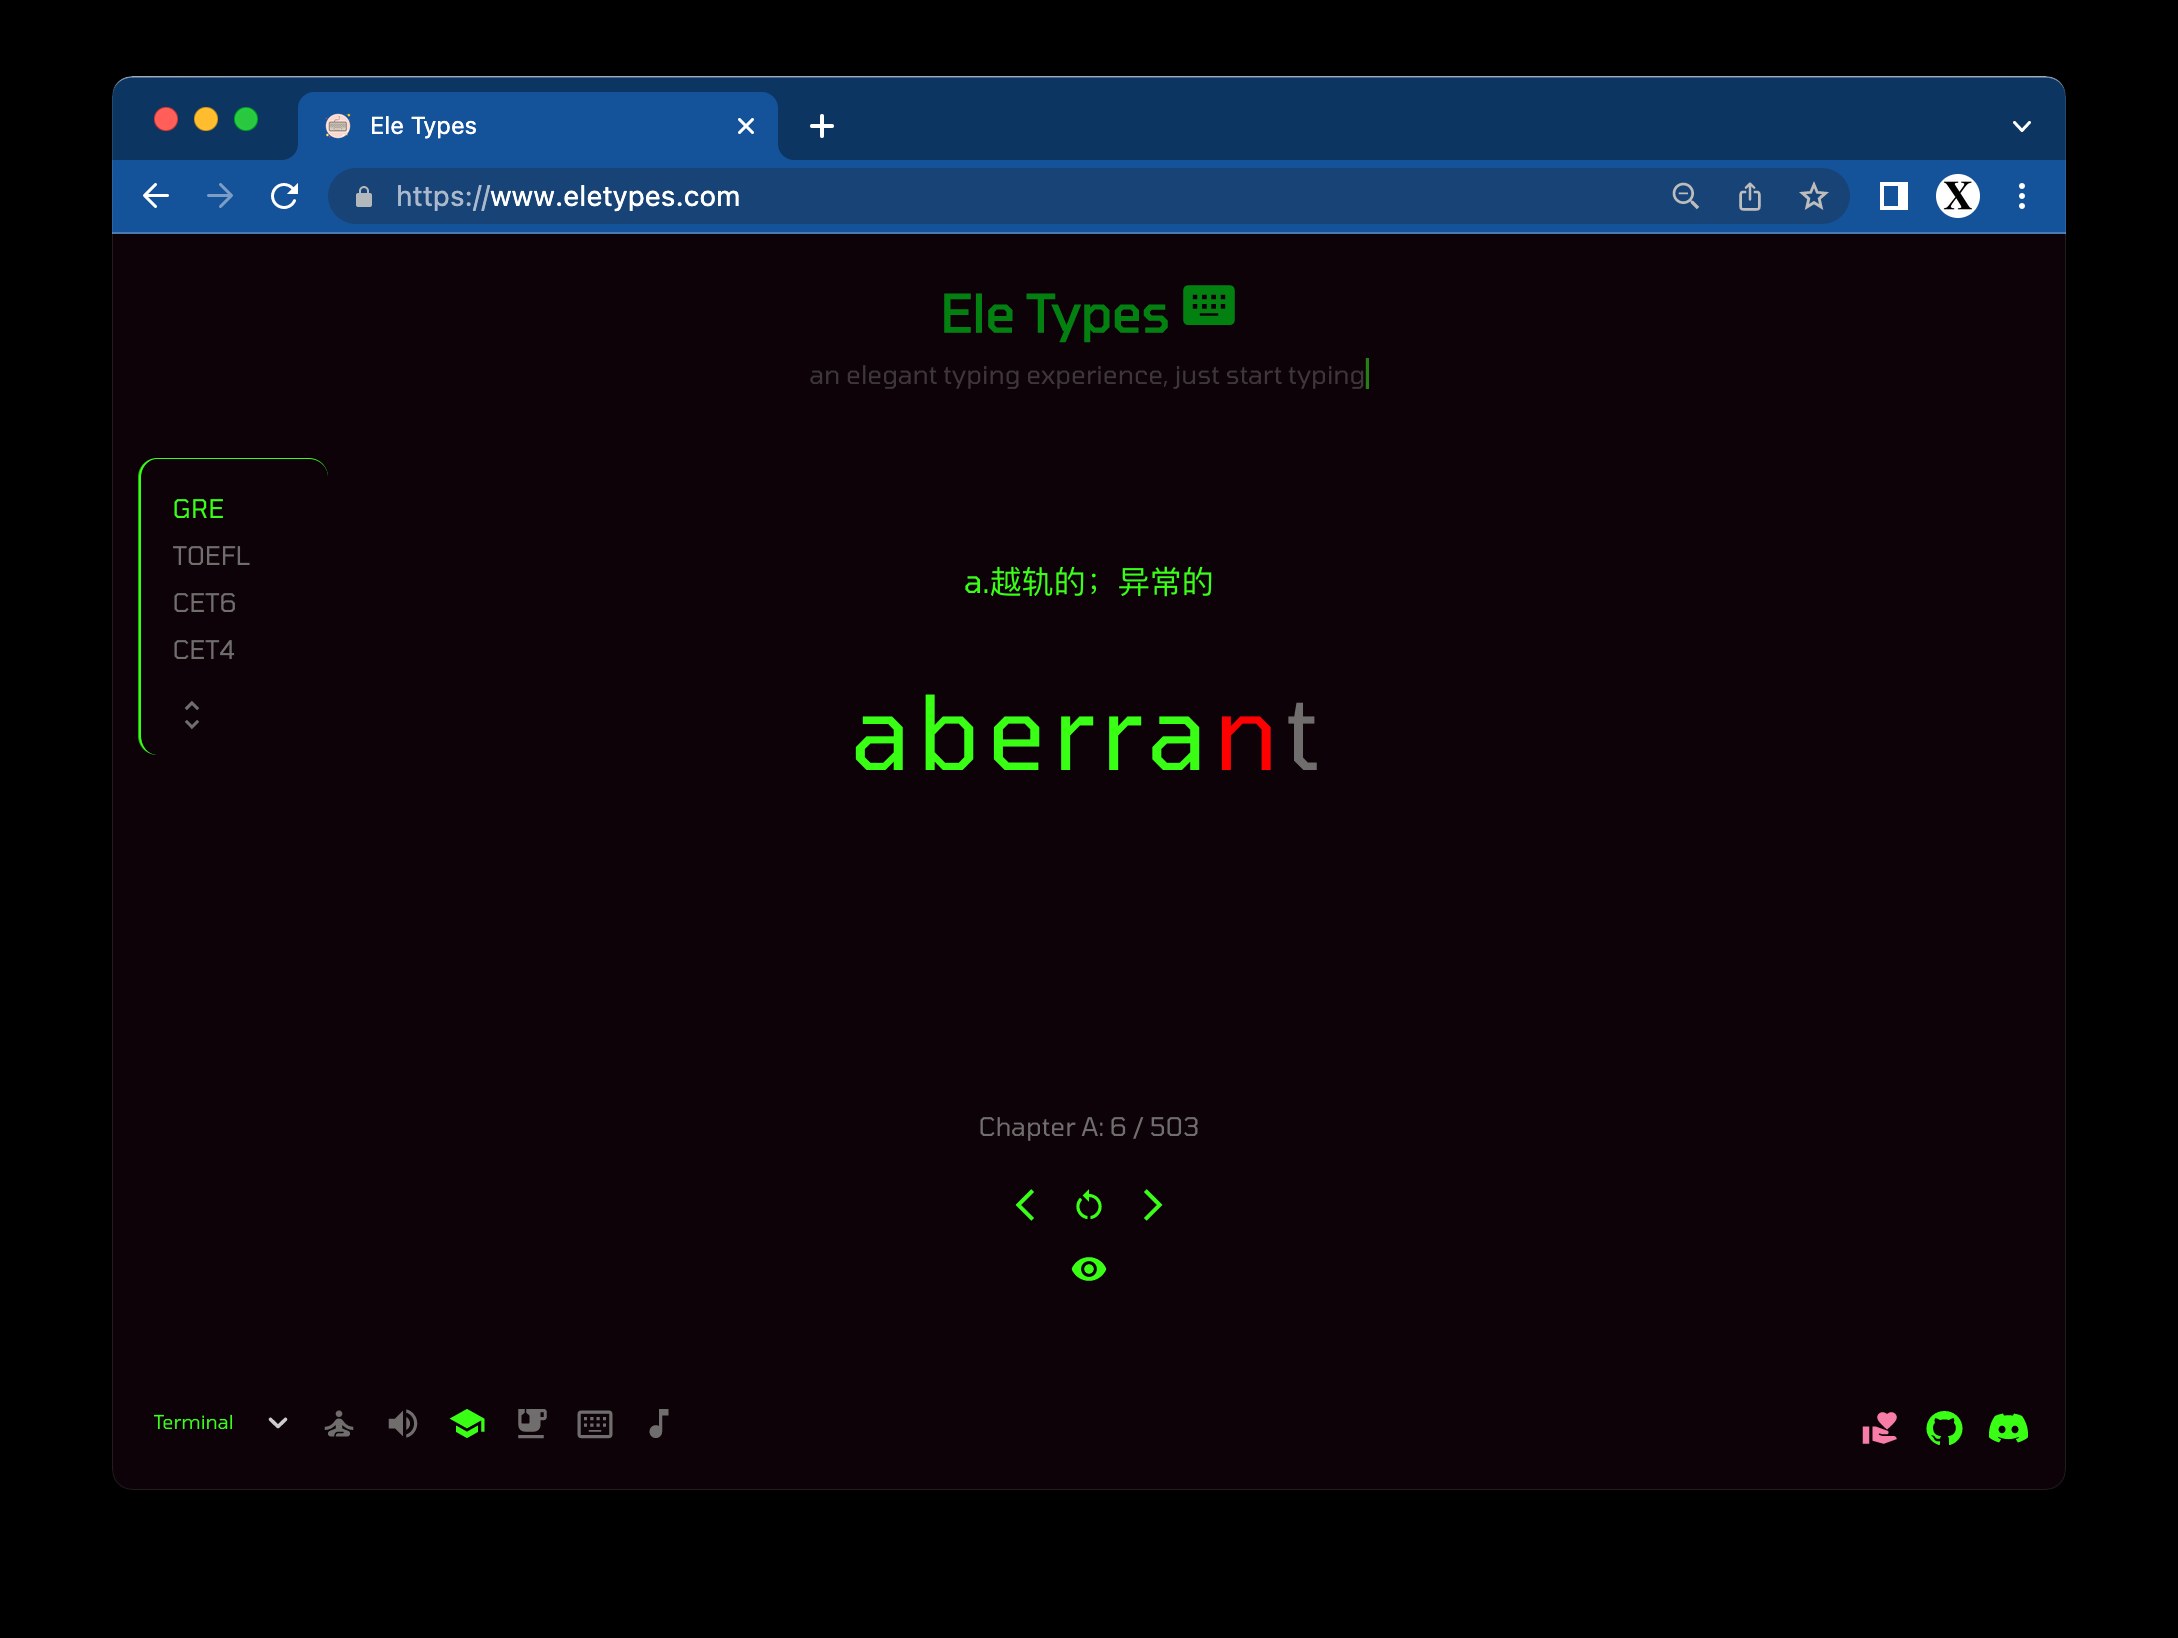 Ele Types
https://www.eletypes.com
X
Ele Types
an elegant typing experience, just start typing
GRE
TOEFL
CET6
CET4
a.越轨的；异常的
aberrant
Chapter A: 6 / 503
Terminal